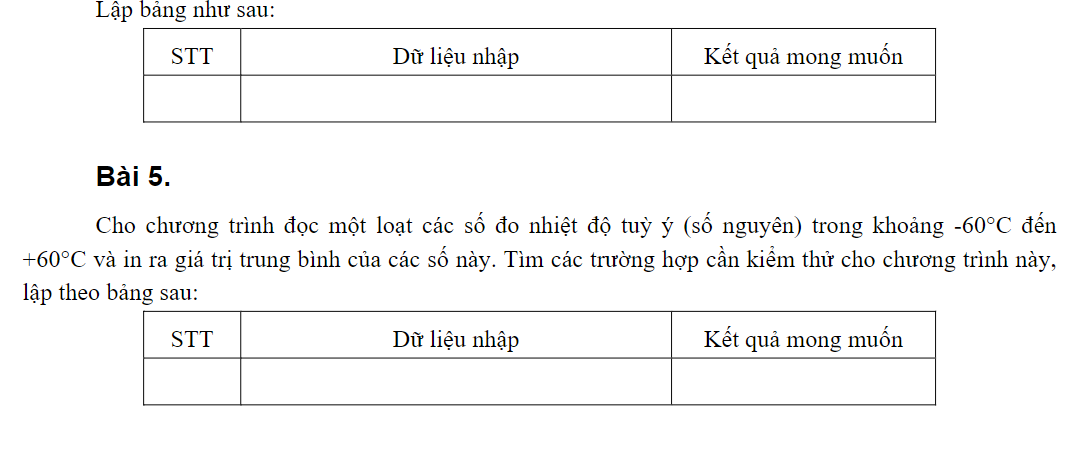 Lập bảng như sau:
STT Dữ liệu nhập Kết quả mong muốn
Bài 5.
Cho chương trình đọc một loạt các số đo nhiệt độ tuỳ ý (số nguyên) trong khoảng -60°C đến
+60°C và in ra giá trị trung bình của các số này. Tìm các trường hợp cần kiểm thử cho chương trình này,
lập theo bảng sau:
STT Dữ liệu nhập Kết quả mong muốn